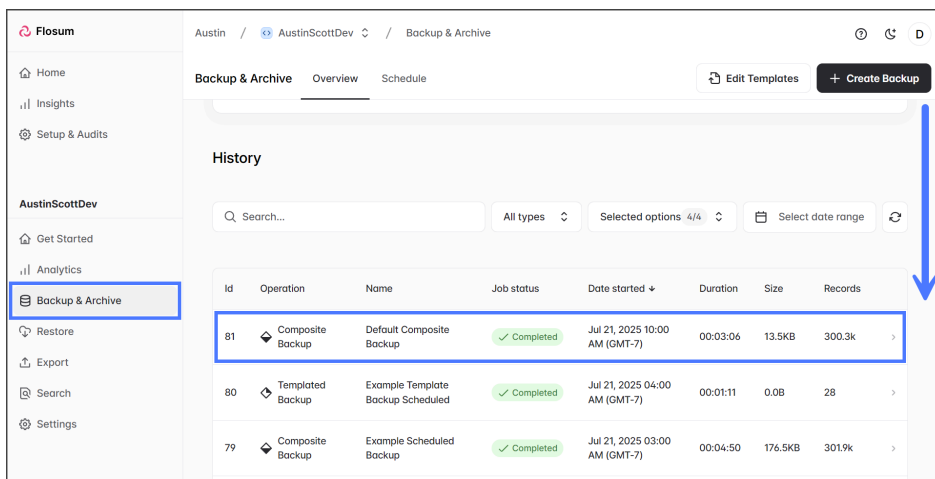 Flosum
Austin / AustinScottDev / Backup & Archive
D
Home
Insights
Setup & Audits
AustinScottDev
Get Started
Analytics
Backup & Archive
Restore
Export
Search
Settings
Backup & Archive Overview Schedule
Edit Templates
+ Create Backup
History
Search...
All types
Selected options 4/4
Select date range
Id Operation Name Job status Date started Duration Size Records
81 Composite Backup Default Composite Backup Completed Jul 21, 2025 10:00 AM (GMT-7) 00:03:06 13.5KB 300.3k
80 Templated Backup Example Template Backup Scheduled Completed Jul 21, 2025 04:00 AM (GMT-7) 00:01:11 0.0B 28
79 Composite Backup Example Scheduled Backup Completed Jul 21, 2025 03:00 AM (GMT-7) 00:04:50 176.5KB 301.9k